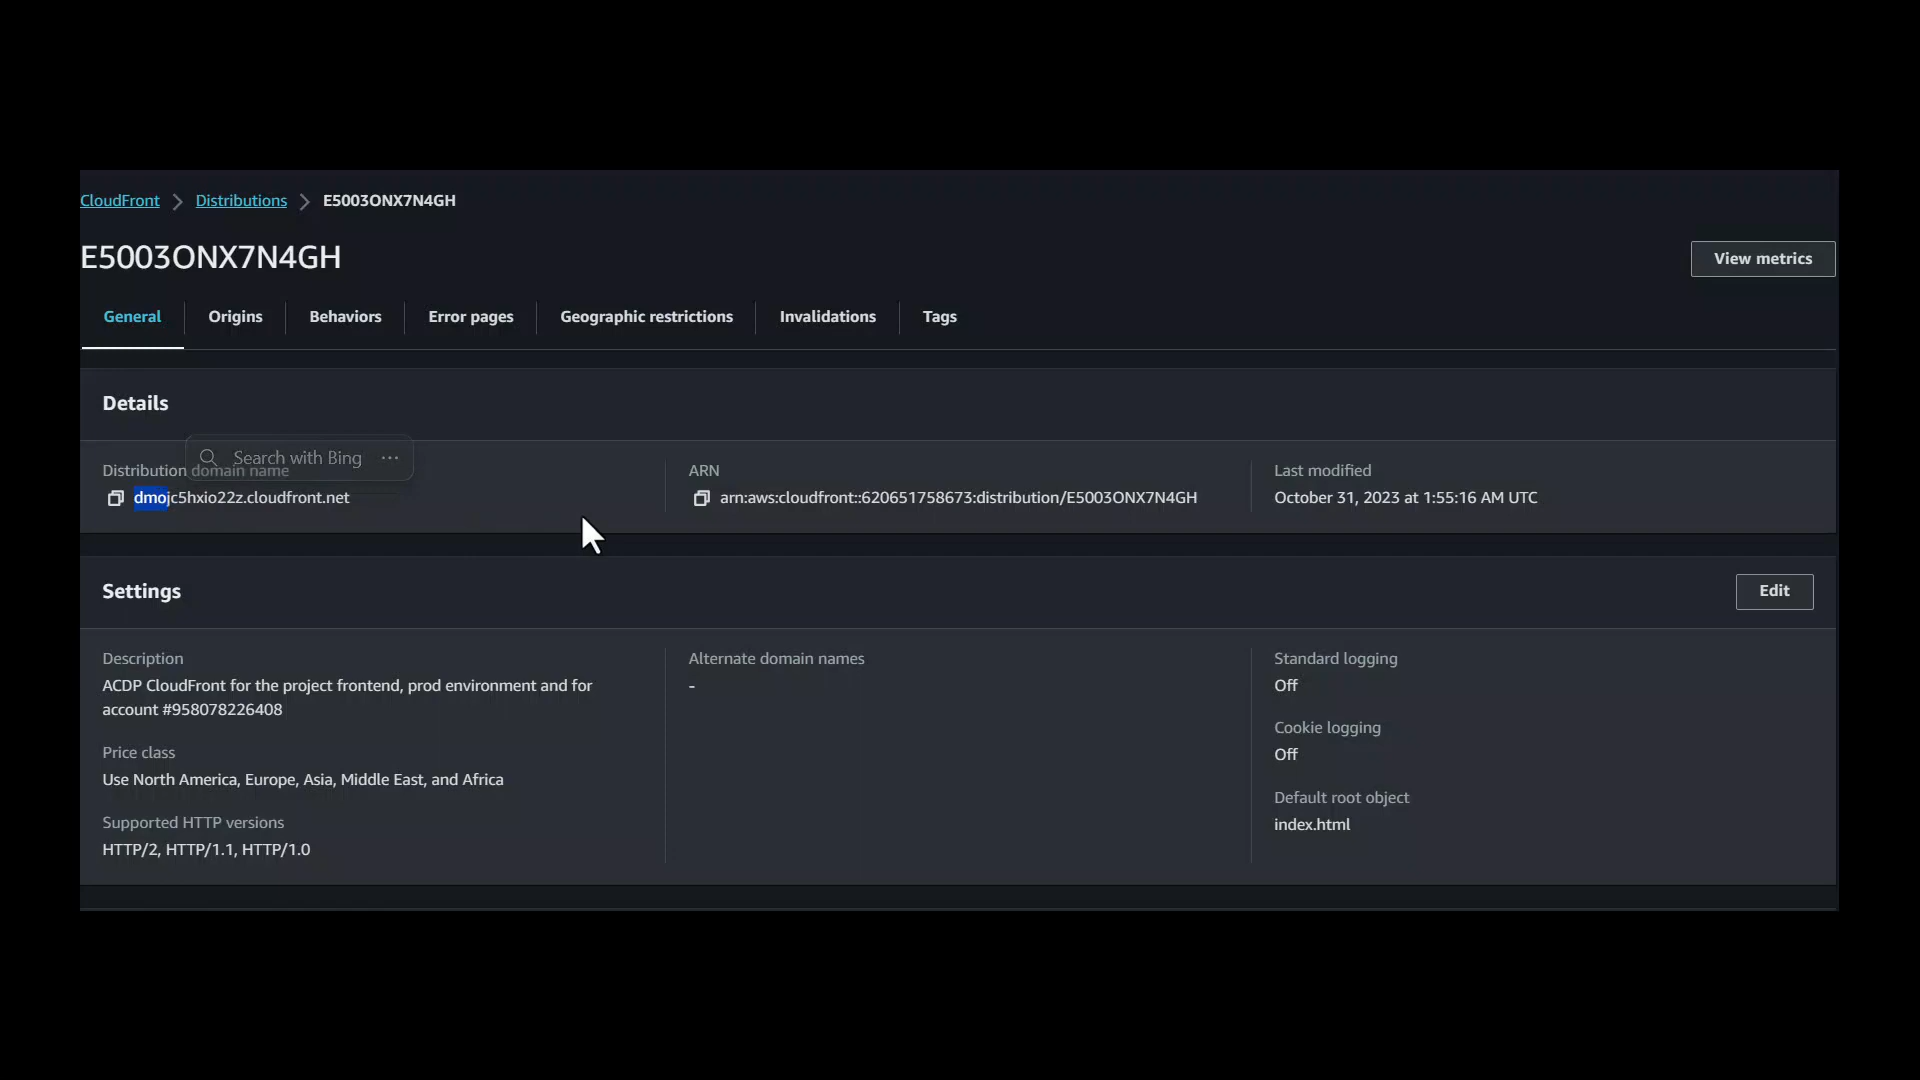 CloudFront > Distributions > E5003ONX7N4GH
E5003ONX7N4GH
View metrics
General Origins Behaviors Error pages Geographic restrictions Invalidations Tags
Details
Search with Bing ...
Distribution domain name ARN Last modified
dmojc5hxio22z.cloudfront.net arn:aws:cloudfront::620651758673:distribution/E5003ONX7N4GH October 31, 2023 at 1:55:16 AM UTC
Settings
Edit
Description
ACDP CloudFront for the project frontend, prod environment and for
account #958078226408
Price class
Use North America, Europe, Asia, Middle East, and Africa
Supported HTTP versions
HTTP/2, HTTP/1.1, HTTP/1.0
Alternate domain names
-
Standard logging
Off
Cookie logging
Off
Default root object
index.html